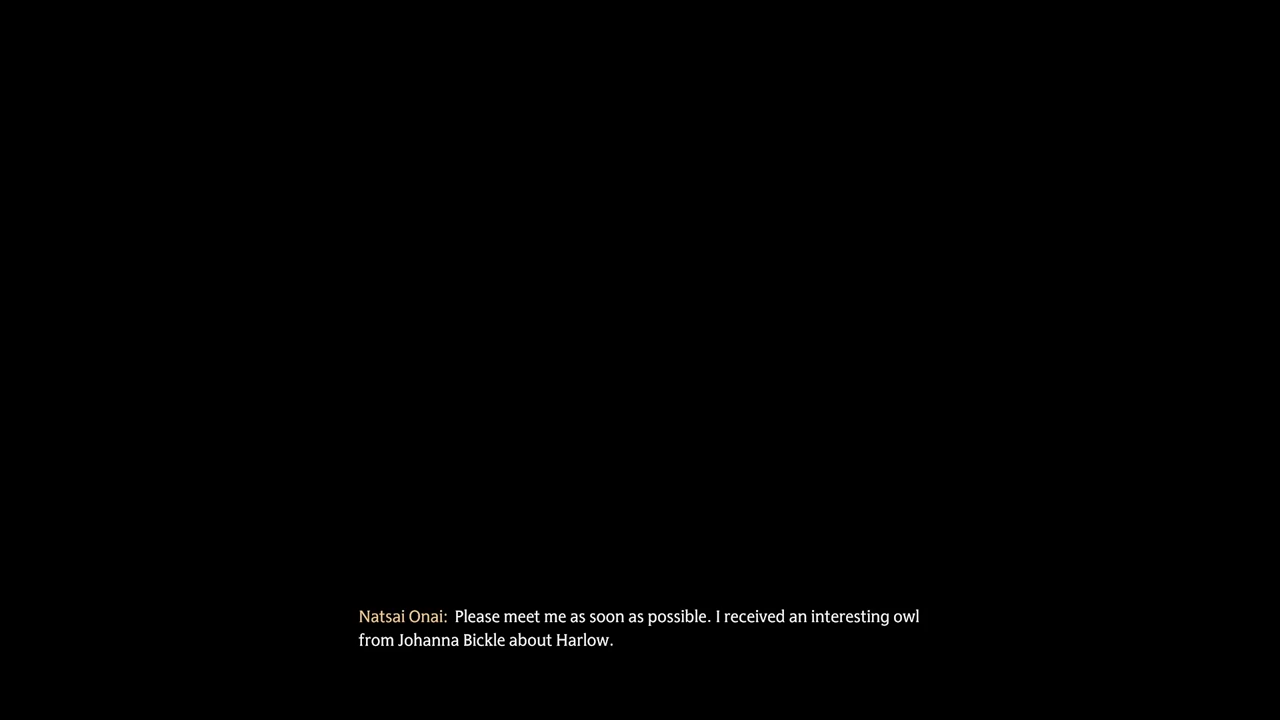 Natsai Onai: Please meet me as soon as possible. I received an interesting owl
from Johanna Bickle about Harlow.